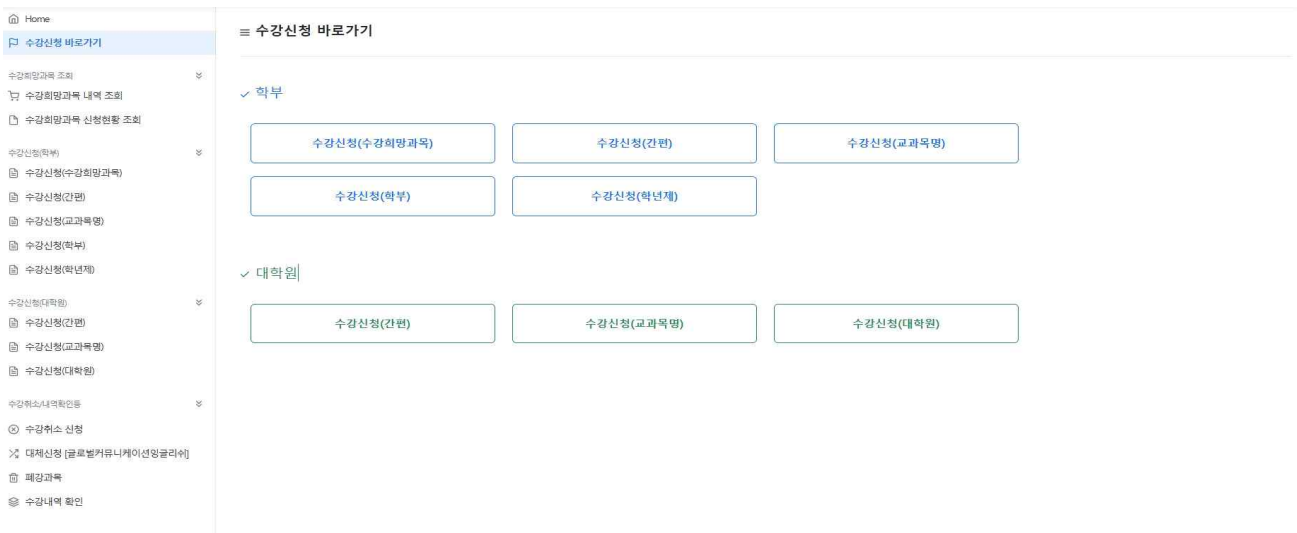 Home
수강신청 바로가기
수강희망과목 조회
수강희망과목 내역 조회
수강희망과목 신청현황 조회
수강신청(학부)
수강신청(수강희망과목)
수강신청(간편)
수강신청(교과목명)
수강신청(학부)
수강신청(학년제)
수강신청(대학원)
수강신청(간편)
수강신청(교과목명)
수강신청(대학원)
수강취소/내역확인등
수강취소 신청
대체신청 [글로벌커뮤니케이션잉글리쉬]
폐강과목
수강내역 확인
수강신청 바로가기
학부
수강신청(수강희망과목)
수강신청(간편)
수강신청(교과목명)
수강신청(학부)
수강신청(학년제)
대학원
수강신청(간편)
수강신청(교과목명)
수강신청(대학원)